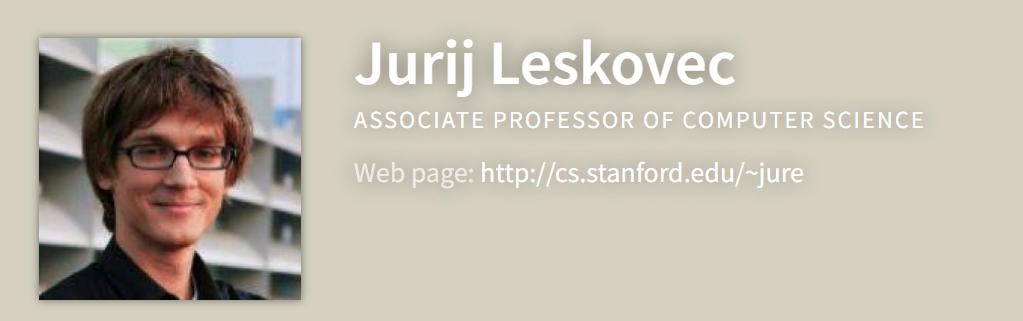 Jurij Leskovec
ASSOCIATE PROFESSOR OF COMPUTER SCIENCE
Web page: http://cs.stanford.edu/~jure